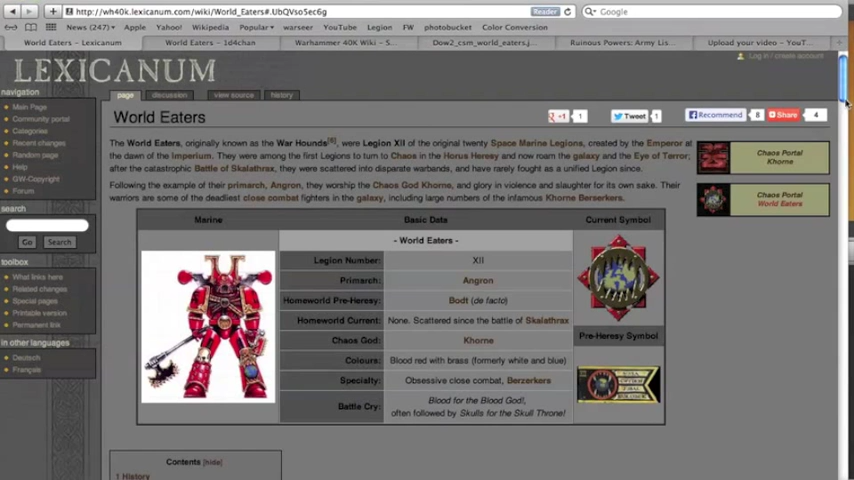 http://wh40k.lexicanum.com/wiki/World_Eaters#.UbQVso5ec6g
Reader
Google
News (247)
Apple
Yahoo!
Wikipedia
Popular
warseer
YouTube
Legion
FW
photobucket
Color Conversion
World Eaters – Lexicanum
World Eaters - 1d4chan
Warhammer 40K Wiki - S...
Dow2_csm_world_eaters.j...
Ruinous Powers: Army Lis...
Upload your video – YouT...
LEXICANUM
Log in / create account
navigation
Main Page
Community portal
Categories
Recent changes
Random page
Help
GW-Copyright
Forum
search
Go
Search
toolbox
What links here
Related changes
Special pages
Printable version
Permanent link
in other languages
Deutsch
Français
page
discussion
view source
history
World Eaters
+1
1
Tweet
1
Recommend
8
Share
4
The World Eaters, originally known as the War Hounds[6], were Legion XII of the original twenty Space Marine Legions, created by the Emperor at
the dawn of the Imperium. They were among the first Legions to turn to Chaos in the Horus Heresy and now roam the galaxy and the Eye of Terror;
after the catastrophic Battle of Skalathrax, they were scattered into disparate warbands, and have rarely fought as a unified Legion since.
Following the example of their primarch, Angron, they worship the Chaos God Khorne, and glory in violence and slaughter for its own sake. Their
warriors are some of the deadliest close combat fighters in the galaxy, including large numbers of the infamous Khorne Berserkers.
Chaos Portal
Khorne
Chaos Portal
World Eaters
Marine
Basic Data
Current Symbol
- World Eaters -
Legion Number:
XII
Primarch:
Angron
Homeworld Pre-Heresy:
Bodt (de facto)
Homeworld Current:
None. Scattered since the battle of Skalathrax
Chaos God:
Khorne
Colours:
Blood red with brass (formerly white and blue)
Specialty:
Obsessive close combat, Berzerkers
Battle Cry:
Blood for the Blood God!,
often followed by Skulls for the Skull Throne!
Pre-Heresy Symbol
Contents [hide]
1 History